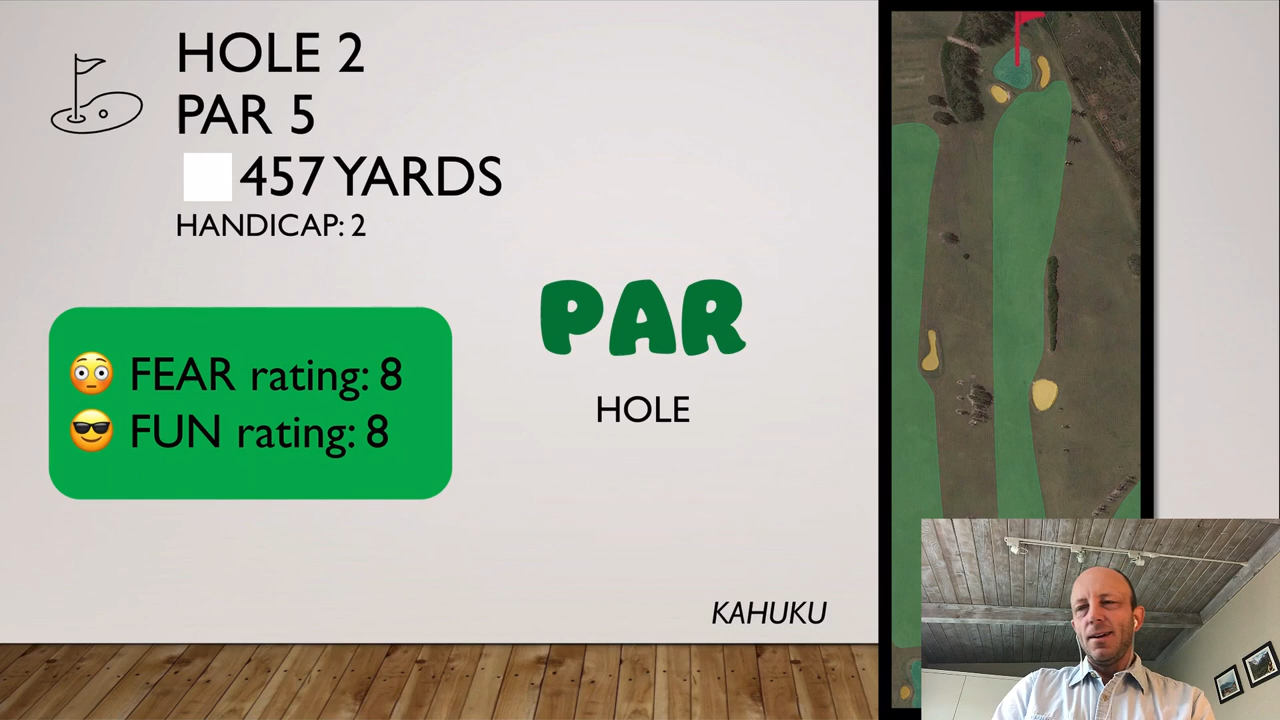 HOLE 2
PAR 5
457 YARDS
HANDICAP: 2
😳 FEAR rating: 8
😎 FUN rating: 8
PAR
HOLE
KAHUKU